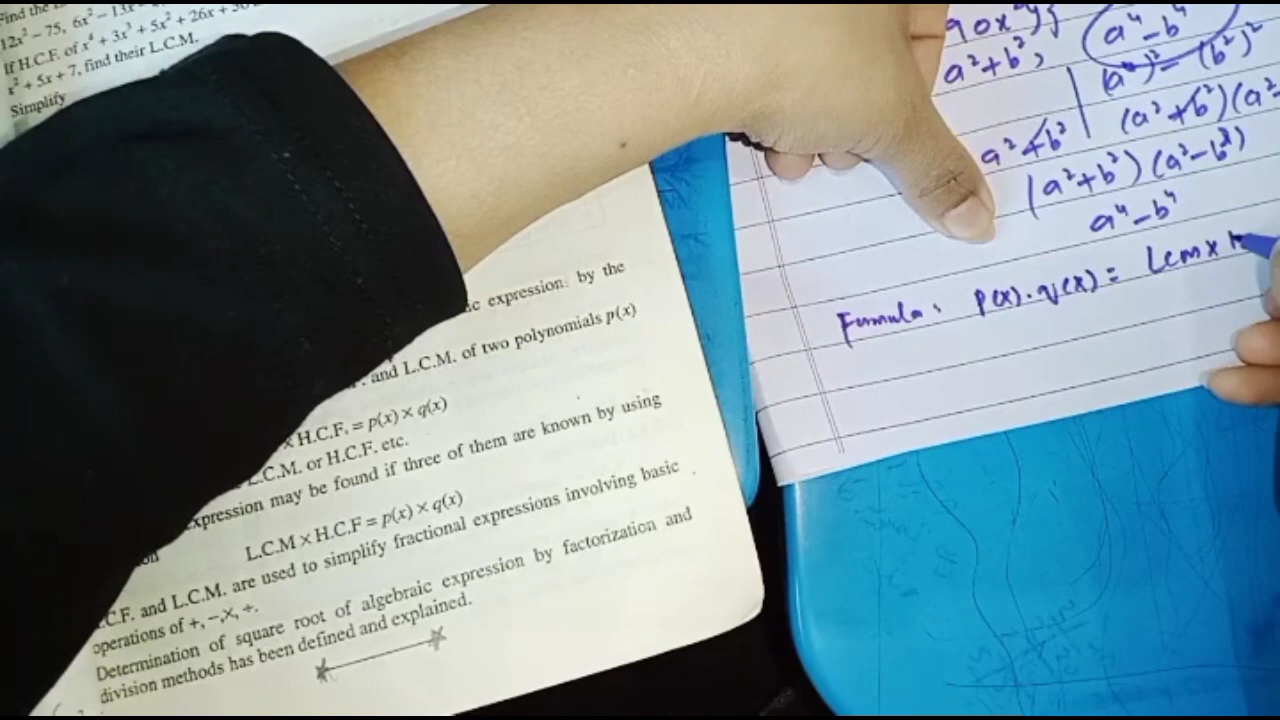 Find the
12x² – 75, 6x² – 13x
If H.C.F. of x⁴ + 3x³ + 5x² + 26x +
x² + 5x + 7, find their L.C.M.
Simplify
expression: by the
and L.C.M. of two polynomials p(x)
× H.C.F. = p(x) × q(x)
L.C.M. or H.C.F. etc.
expression may be found if three of them are known by using
L.C.M × H.C.F = p(x) × q(x)
C.F. and L.C.M. are used to simplify fractional expressions involving basic
operations of +, –, ×, ÷.
Determination of square root of algebraic expression by factorization and
division methods has been defined and explained.
a² + b²,
a⁴ – b⁴
(a²)² – (b²)²
a² + b²
(a² + b²)(a² –
(a² + b²)(a² – b²)
a⁴ – b⁴
Formula: p(x) . q(x) = LCM ×